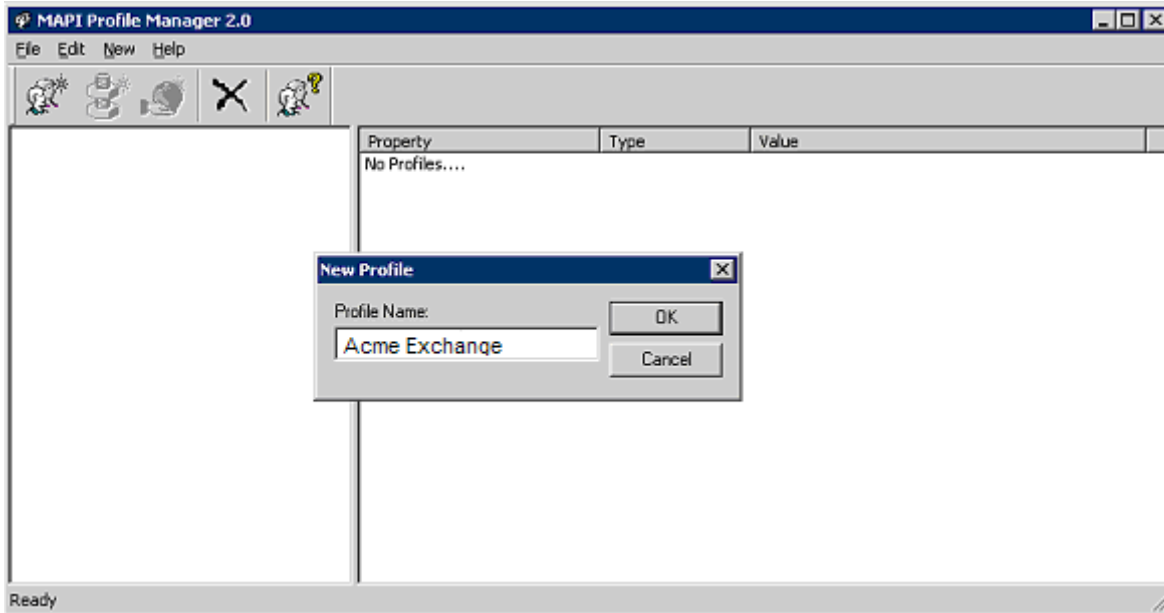 MAPI Profile Manager 2.0
File Edit New Help
Property Type Value
No Profiles....
New Profile
Profile Name:
OK
Acme Exchange
Cancel
Ready